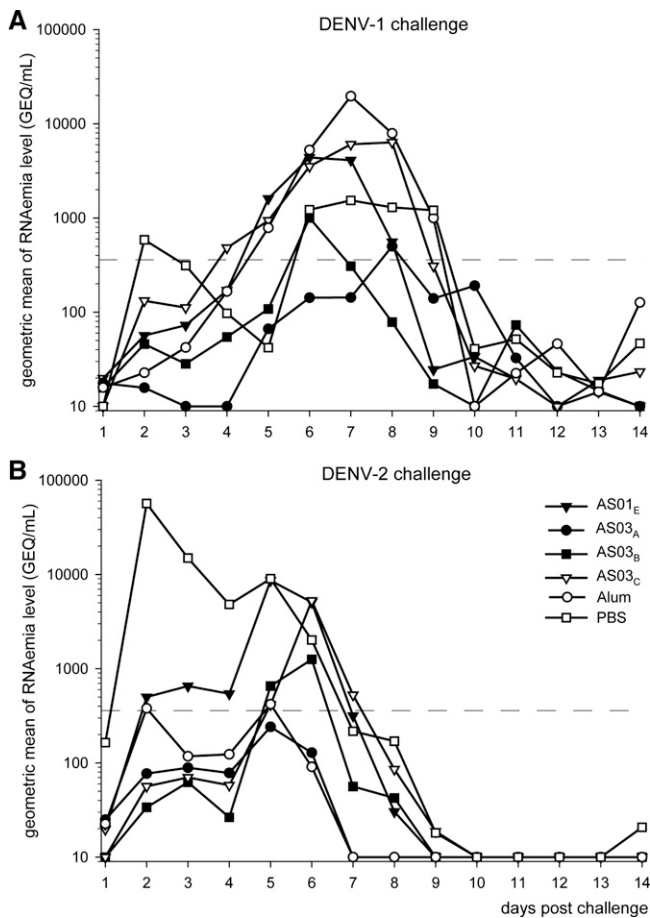 A
DENV-1 challenge
geometric mean of RNAemia level (GEQ/mL)
100000
10000
1000
100
10
1 2 3 4 5 6 7 8 9 10 11 12 13 14
B
DENV-2 challenge
geometric mean of RNAemia level (GEQ/mL)
100000
10000
1000
100
10
AS01E
AS03A
AS03B
AS03C
Alum
PBS
1 2 3 4 5 6 7 8 9 10 11 12 13 14
days post challenge